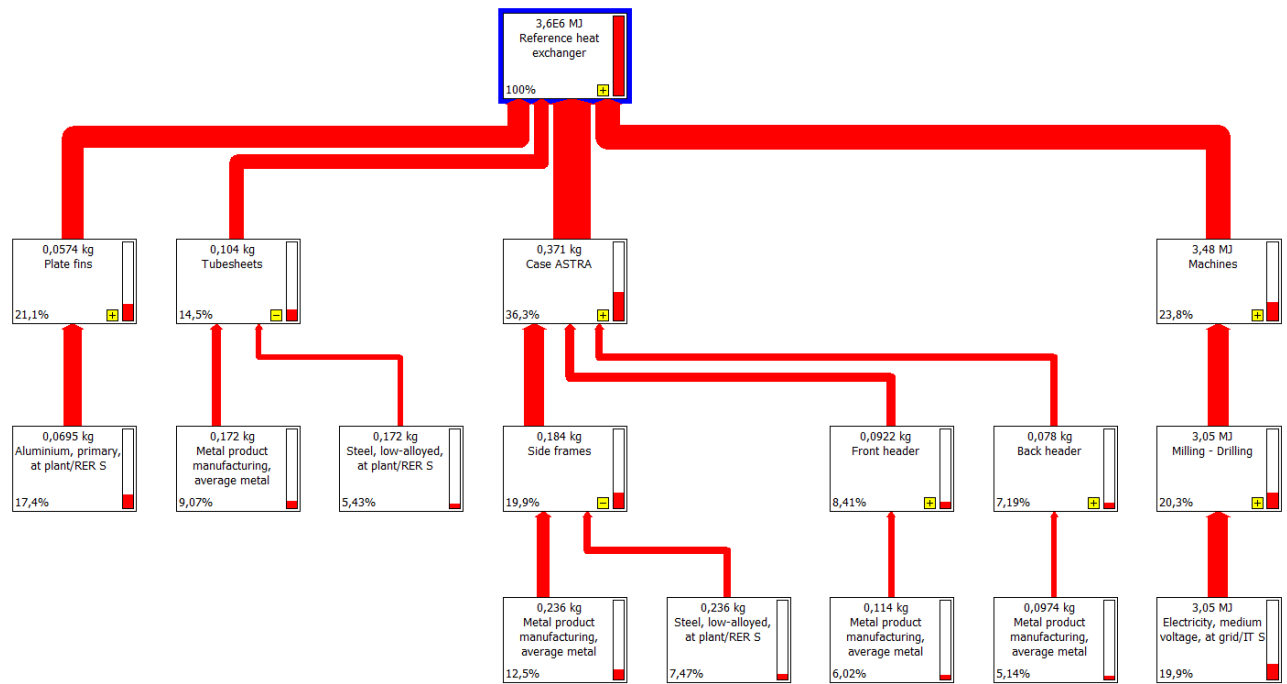 3,6E6 MJ
Reference heat
exchanger
100%
+
0,0574 kg
Plate fins
21,1%
+
0,104 kg
Tubesheets
14,5%
−
0,371 kg
Case ASTRA
36,3%
+
3,48 MJ
Machines
23,8%
+
0,0695 kg
Aluminium, primary,
at plant/RER S
17,4%
0,172 kg
Metal product
manufacturing,
average metal
9,07%
0,172 kg
Steel, low-alloyed,
at plant/RER S
5,43%
0,184 kg
Side frames
19,9%
−
0,0922 kg
Front header
8,41%
+
0,078 kg
Back header
7,19%
+
3,05 MJ
Milling - Drilling
20,3%
+
0,236 kg
Metal product
manufacturing,
average metal
12,5%
0,236 kg
Steel, low-alloyed,
at plant/RER S
7,47%
0,114 kg
Metal product
manufacturing,
average metal
6,02%
0,0974 kg
Metal product
manufacturing,
average metal
5,14%
3,05 MJ
Electricity, medium
voltage, at grid/IT S
19,9%